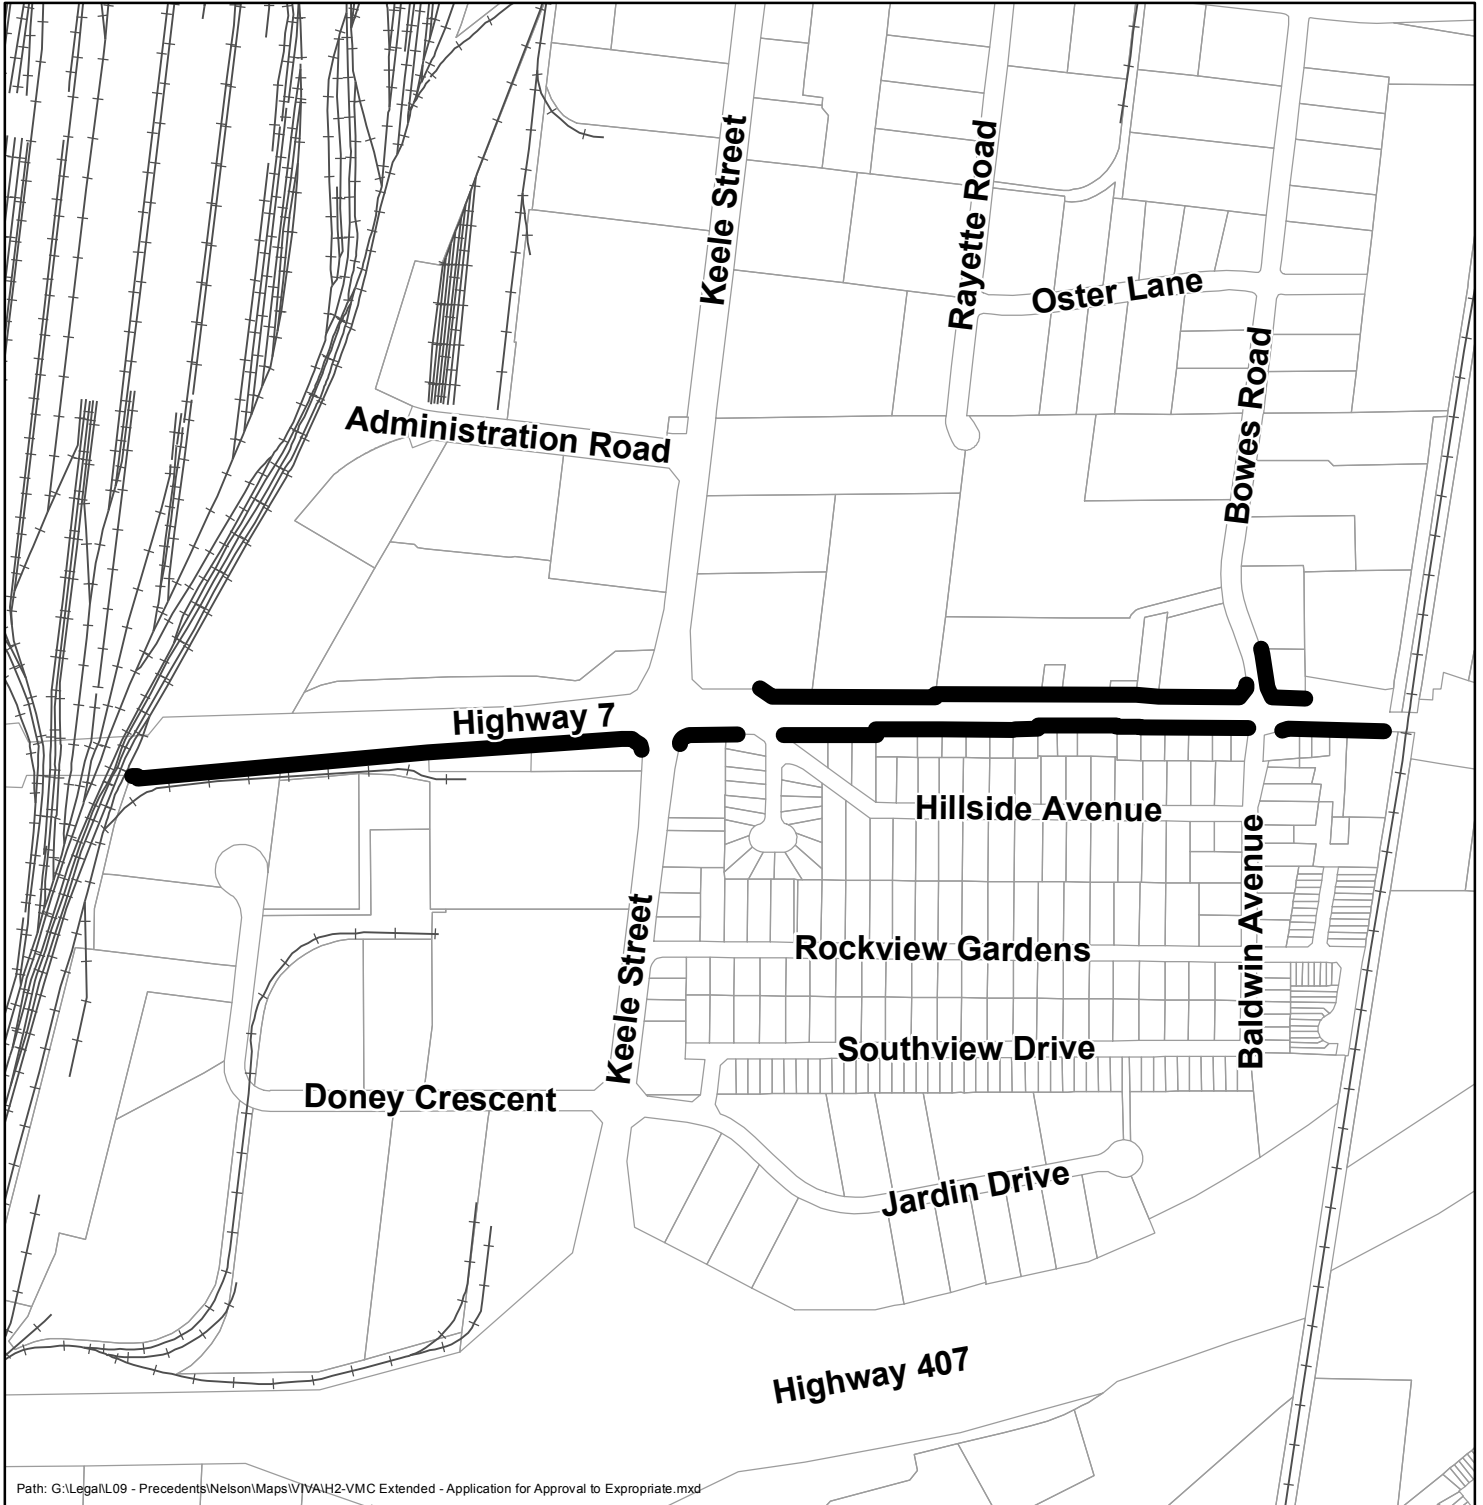 Keele Street
Rayette Road
Oster Lane
Bowes Road
Administration Road
Highway 7
Hillside Avenue
Baldwin Avenue
Keele Street
Rockview Gardens
Southview Drive
Doney Crescent
Jardin Drive
Highway 407
Path: G:\Legal\L09 - Precedents\Nelson\Maps\VIVA\H2-VMC Extended - Application for Approval to Expropriate.mxd